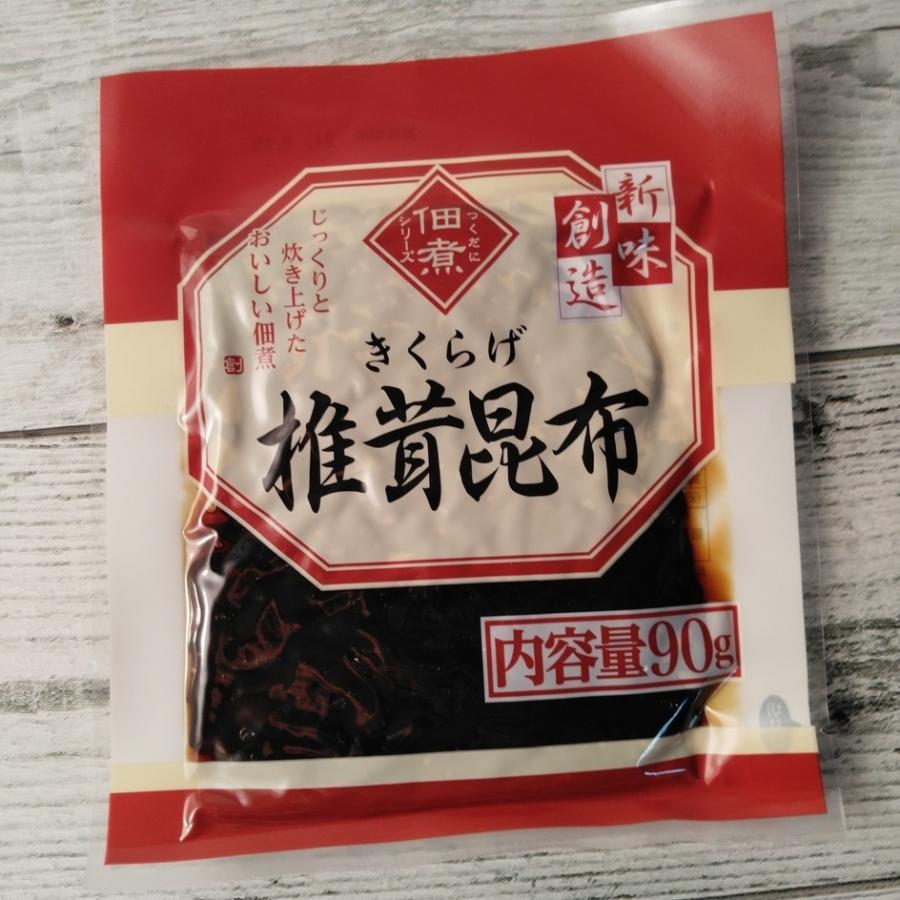 新味
創造
つくだに
佃煮
シリーズ
じっくりと
炊き上げた
おいしい佃煮
創
きくらげ
椎茸昆布
内容量90g